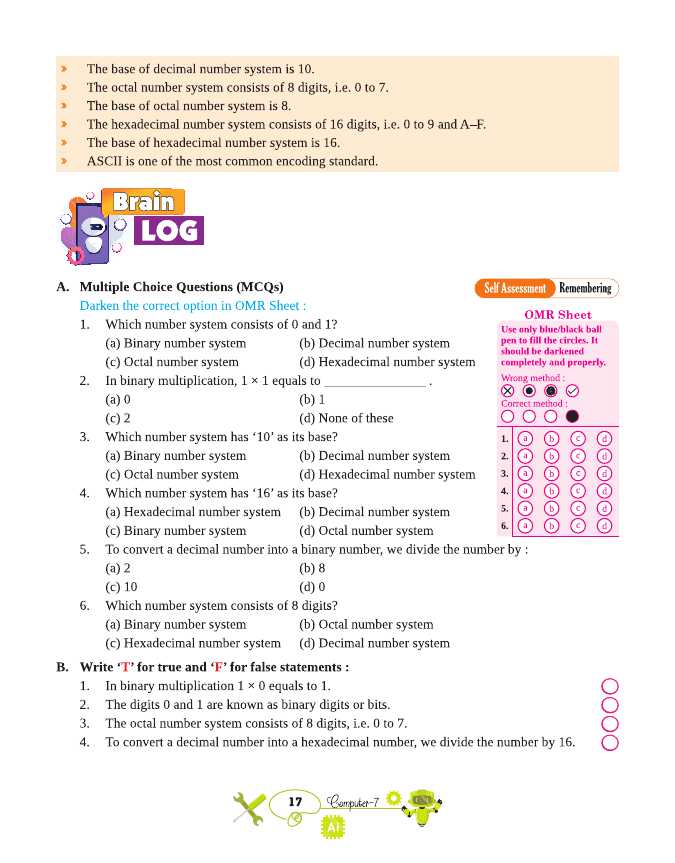 The base of decimal number system is 10.
The octal number system consists of 8 digits, i.e. 0 to 7.
The base of octal number system is 8.
The hexadecimal number system consists of 16 digits, i.e. 0 to 9 and A–F.
The base of hexadecimal number system is 16.
ASCII is one of the most common encoding standard.
Brain
LOG
A. Multiple Choice Questions (MCQs)
Self Assessment Remembering
Darken the correct option in OMR Sheet :
1. Which number system consists of 0 and 1?
(a) Binary number system (b) Decimal number system
(c) Octal number system (d) Hexadecimal number system
2. In binary multiplication, 1 × 1 equals to _______________ .
(a) 0 (b) 1
(c) 2 (d) None of these
3. Which number system has ‘10’ as its base?
(a) Binary number system (b) Decimal number system
(c) Octal number system (d) Hexadecimal number system
4. Which number system has ‘16’ as its base?
(a) Hexadecimal number system (b) Decimal number system
(c) Binary number system (d) Octal number system
5. To convert a decimal number into a binary number, we divide the number by :
(a) 2 (b) 8
(c) 10 (d) 0
6. Which number system consists of 8 digits?
(a) Binary number system (b) Octal number system
(c) Hexadecimal number system (d) Decimal number system
OMR Sheet
Use only blue/black ball
pen to fill the circles. It
should be darkened
completely and properly.
Wrong method :
Correct method :
1. a b c d
2. a b c d
3. a b c d
4. a b c d
5. a b c d
6. a b c d
B. Write ‘T’ for true and ‘F’ for false statements :
1. In binary multiplication 1 × 0 equals to 1.
2. The digits 0 and 1 are known as binary digits or bits.
3. The octal number system consists of 8 digits, i.e. 0 to 7.
4. To convert a decimal number into a hexadecimal number, we divide the number by 16.
17 Computer-7
AI